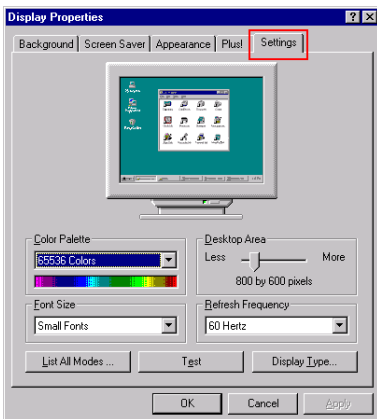 Display Properties
Background Screen Saver Appearance Plus! Settings
Color Palette
65536 Colors
Desktop Area
Less More
800 by 600 pixels
Font Size
Small Fonts
Refresh Frequency
60 Hertz
List All Modes ... Test Display Type...
OK Cancel Apply